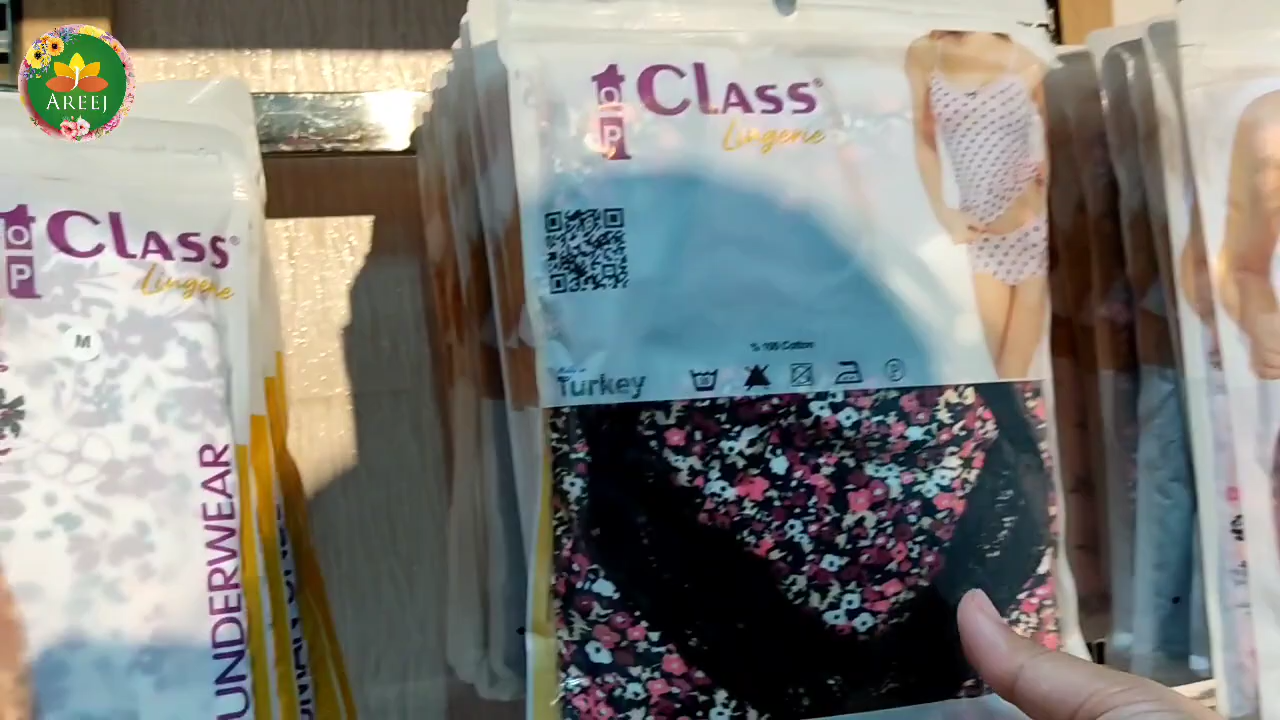 AREEJ
TOP CLASS®
Lingerie
M
UNDERWEAR
TOP CLASS®
Lingerie
% 100 Cotton
Turkey